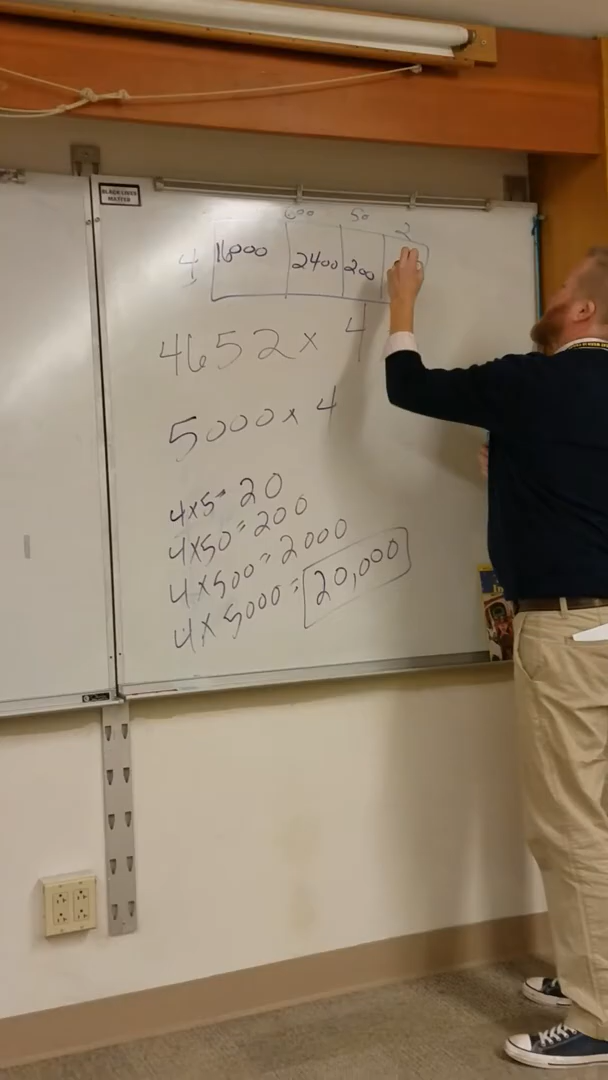 BLACK LIVES
MATTER
600 50 2
4 16000 2400 200
4652 x 4
5000 x 4
4x5= 20
4x50= 200
4x500= 2000
4x5000= 20,000